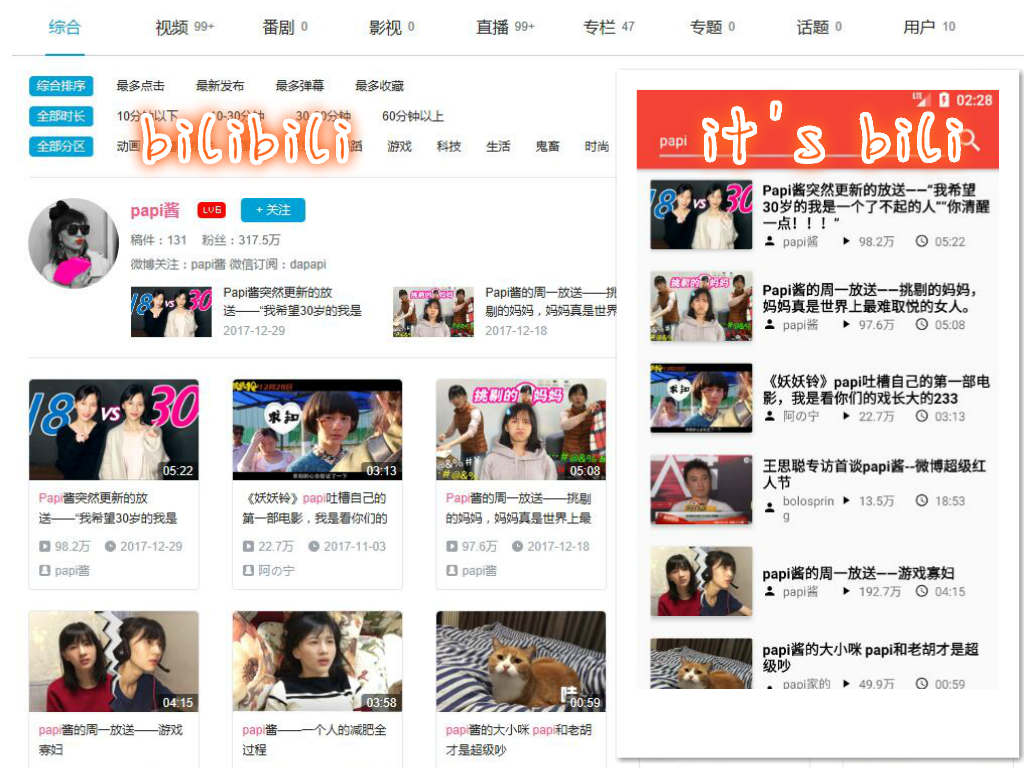 综合
视频 99+
番剧 0
影视 0
直播 99+
专栏 47
专题 0
话题 0
用户 10
综合排序 最多点击 最新发布 最多弹幕 最多收藏
全部时长 60分钟以上
全部分区 动画 游戏 科技 生活 鬼畜 时尚
bilibili
papi酱 LV6 + 关注
稿件：131 粉丝：317.5万
微博关注：papi酱 微信订阅：dapapi
Papi酱突然更新的放
送——“我希望30岁的我是
2017-12-29
Papi酱的周一放送——挑
剔的妈妈，妈妈真是世界
2017-12-18
18 vs 30
05:22
Papi酱突然更新的放
送——“我希望30岁的我是
98.2万 2017-12-29
papi酱
求知
03:13
《妖妖铃》papi吐槽自己的
第一部电影，我是看你们的
22.7万 2017-11-03
阿の宁
挑剔的妈妈
05:08
Papi酱的周一放送——挑剔
的妈妈，妈妈真是世界上最
97.6万 2017-12-18
papi酱
04:15
papi酱的周一放送——游戏
寡妇
03:58
papi酱——一个人的减肥全
过程
00:59
papi酱的大小咪 papi和老胡
才是超级吵
LTE 02:28
papi
it's bili
Papi酱突然更新的放送——“我希望
30岁的我是一个了不起的人”“你清醒
一点！！！”
papi酱 98.2万 05:22
Papi酱的周一放送——挑剔的妈妈，
妈妈真是世界上最难取悦的女人。
papi酱 97.6万 05:08
《妖妖铃》papi吐槽自己的第一部电
影，我是看你们的戏长大的233
阿の宁 22.7万 03:13
王思聪专访首谈papi酱--微博超级红
人节
bolosprin
g
13.5万 18:53
papi酱的周一放送——游戏寡妇
papi酱 192.7万 04:15
papi酱的大小咪 papi和老胡才是超
级吵
papi家的 49.9万 00:59